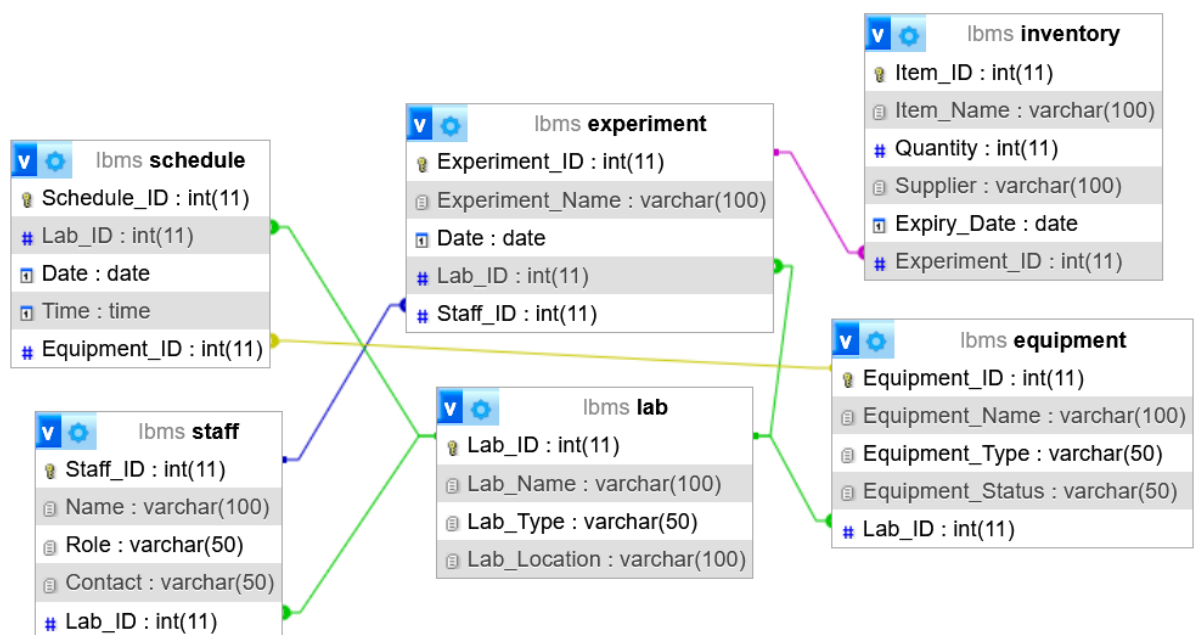 v lbms schedule
Schedule_ID : int(11)
# Lab_ID : int(11)
Date : date
Time : time
# Equipment_ID : int(11)
v lbms staff
Staff_ID : int(11)
Name : varchar(100)
Role : varchar(50)
Contact : varchar(50)
# Lab_ID : int(11)
v lbms experiment
Experiment_ID : int(11)
Experiment_Name : varchar(100)
Date : date
# Lab_ID : int(11)
# Staff_ID : int(11)
v lbms lab
Lab_ID : int(11)
Lab_Name : varchar(100)
Lab_Type : varchar(50)
Lab_Location : varchar(100)
v lbms inventory
Item_ID : int(11)
Item_Name : varchar(100)
# Quantity : int(11)
Supplier : varchar(100)
Expiry_Date : date
# Experiment_ID : int(11)
v lbms equipment
Equipment_ID : int(11)
Equipment_Name : varchar(100)
Equipment_Type : varchar(50)
Equipment_Status : varchar(50)
# Lab_ID : int(11)